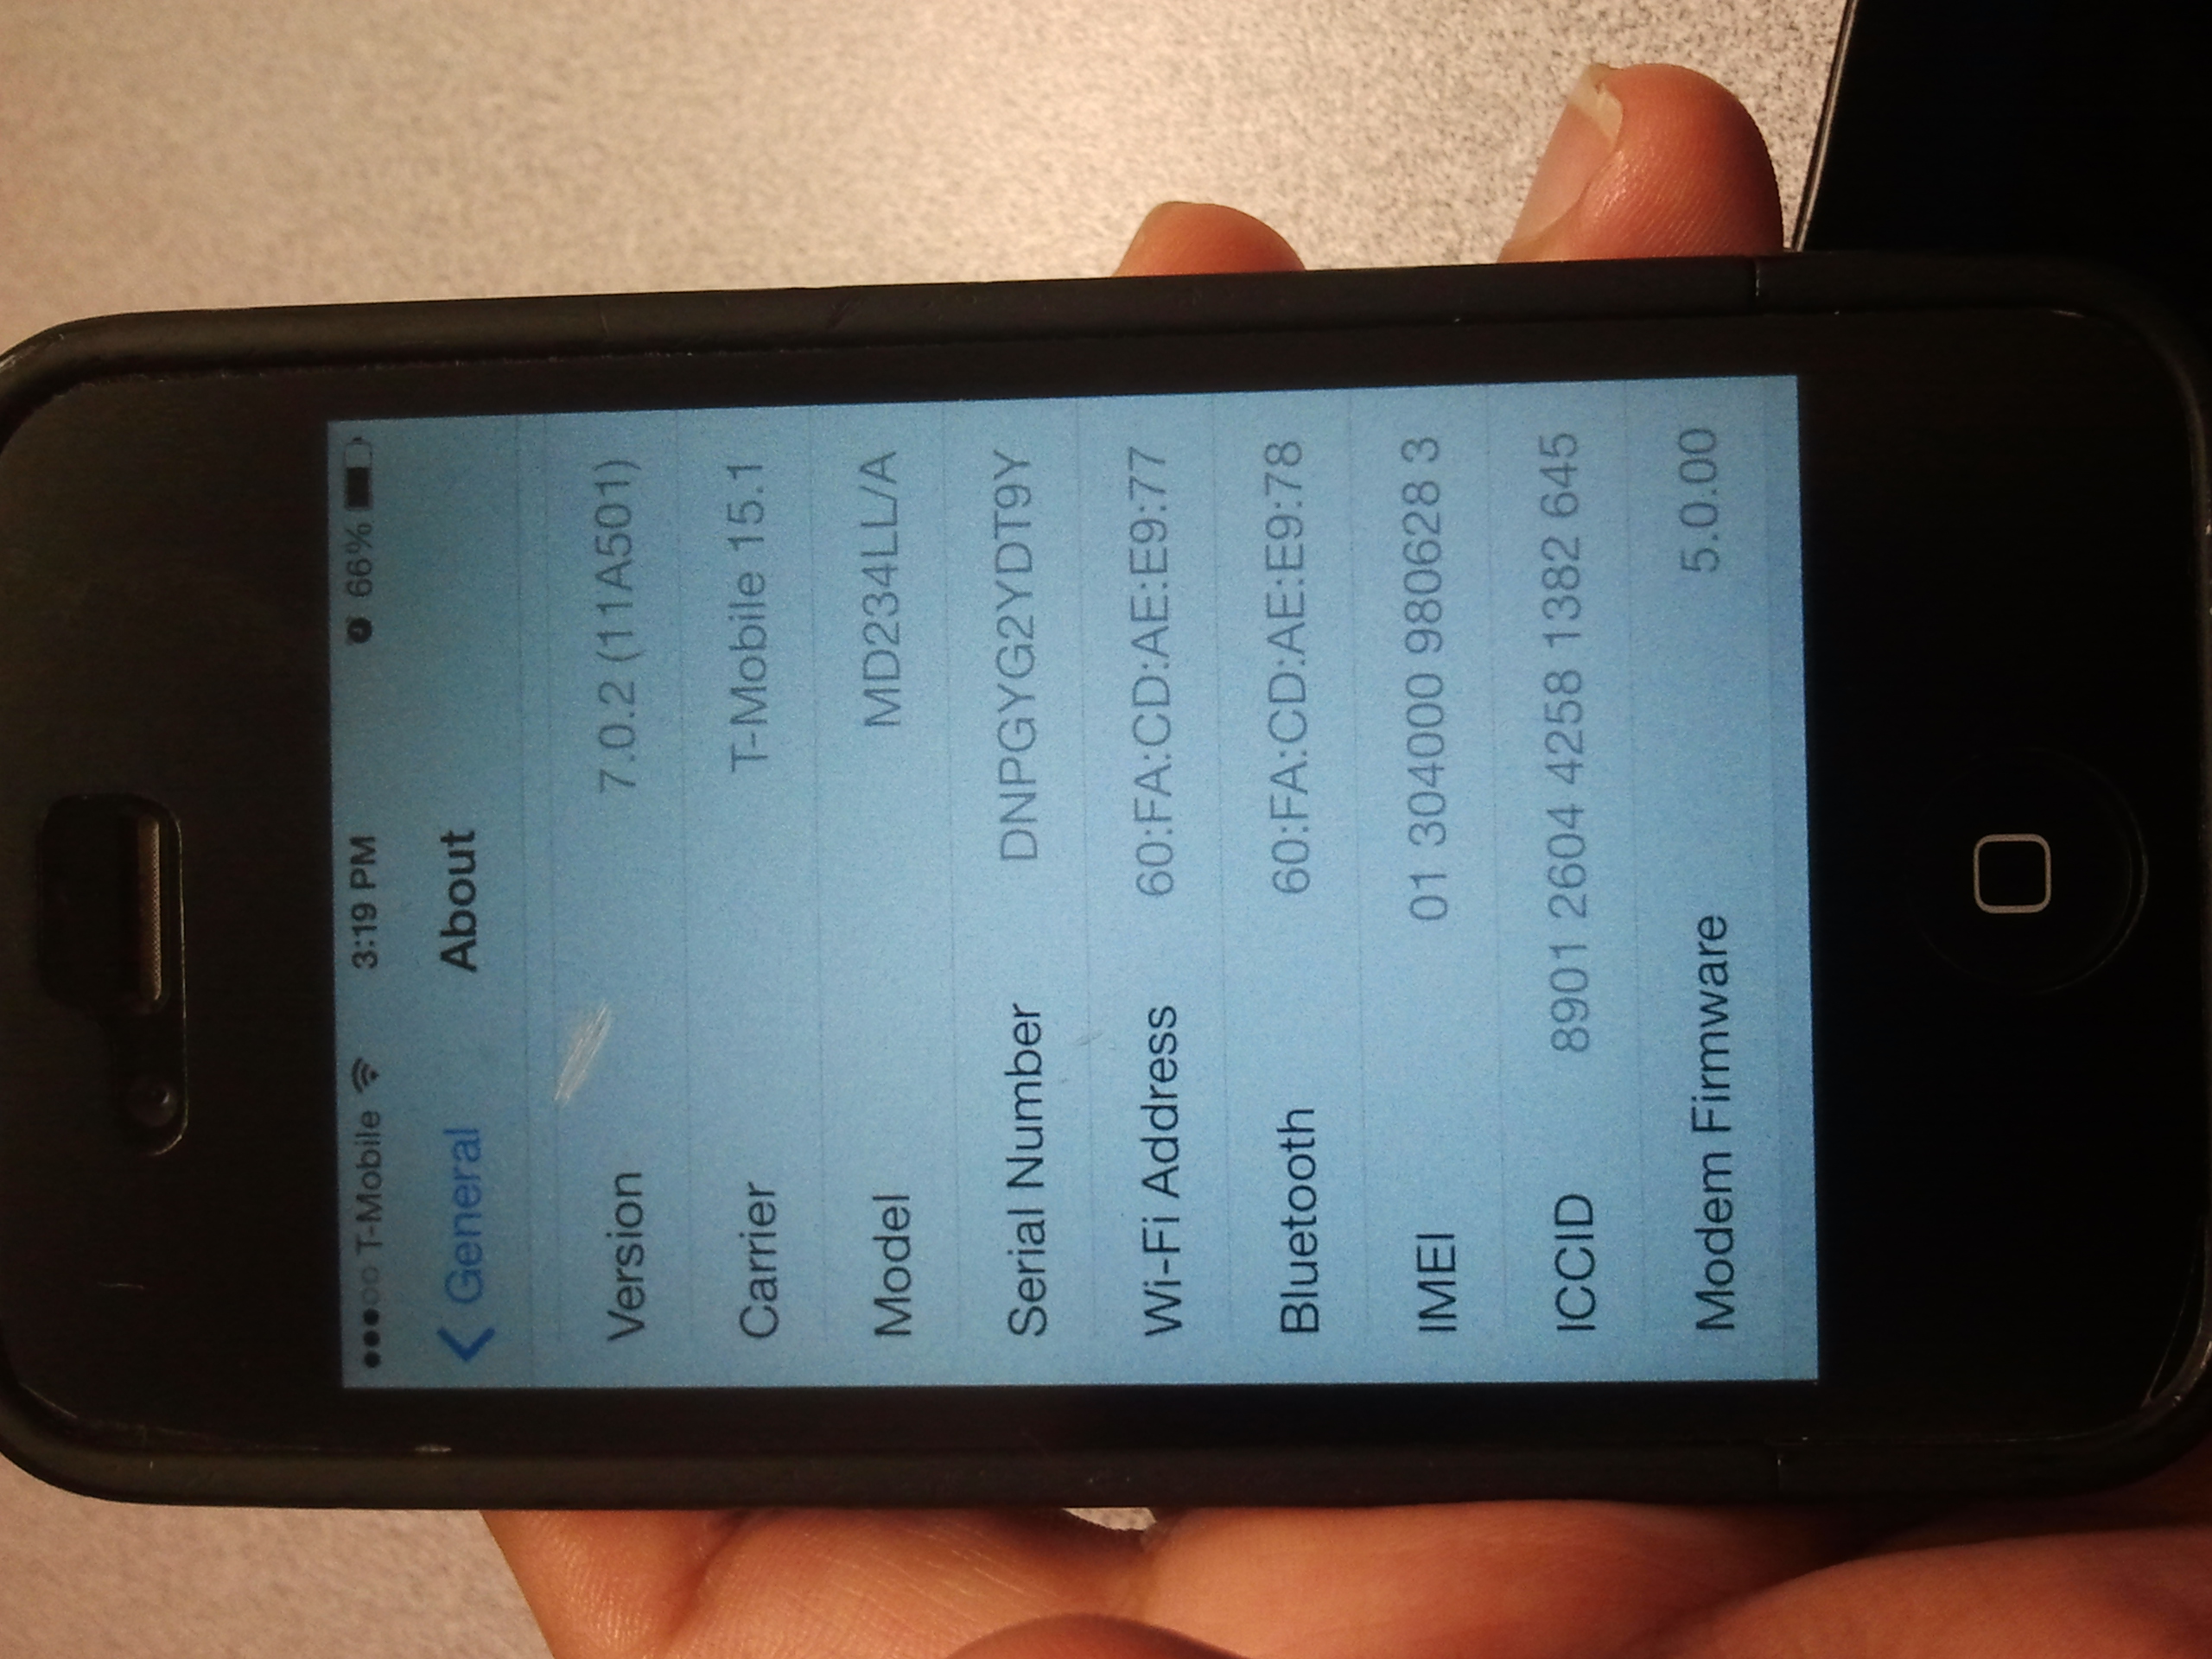 T-Mobile 3:19 PM 66%
General About
Version 7.0.2 (11A501)
Carrier T-Mobile 15.1
Model MD234LL/A
Serial Number DNPGYG2YDT9Y
Wi-Fi Address 60:FA:CD:AE:E9:77
Bluetooth 60:FA:CD:AE:E9:78
IMEI 01 304000 980628 3
ICCID 8901 2604 4258 1382 645
Modem Firmware 5.0.00